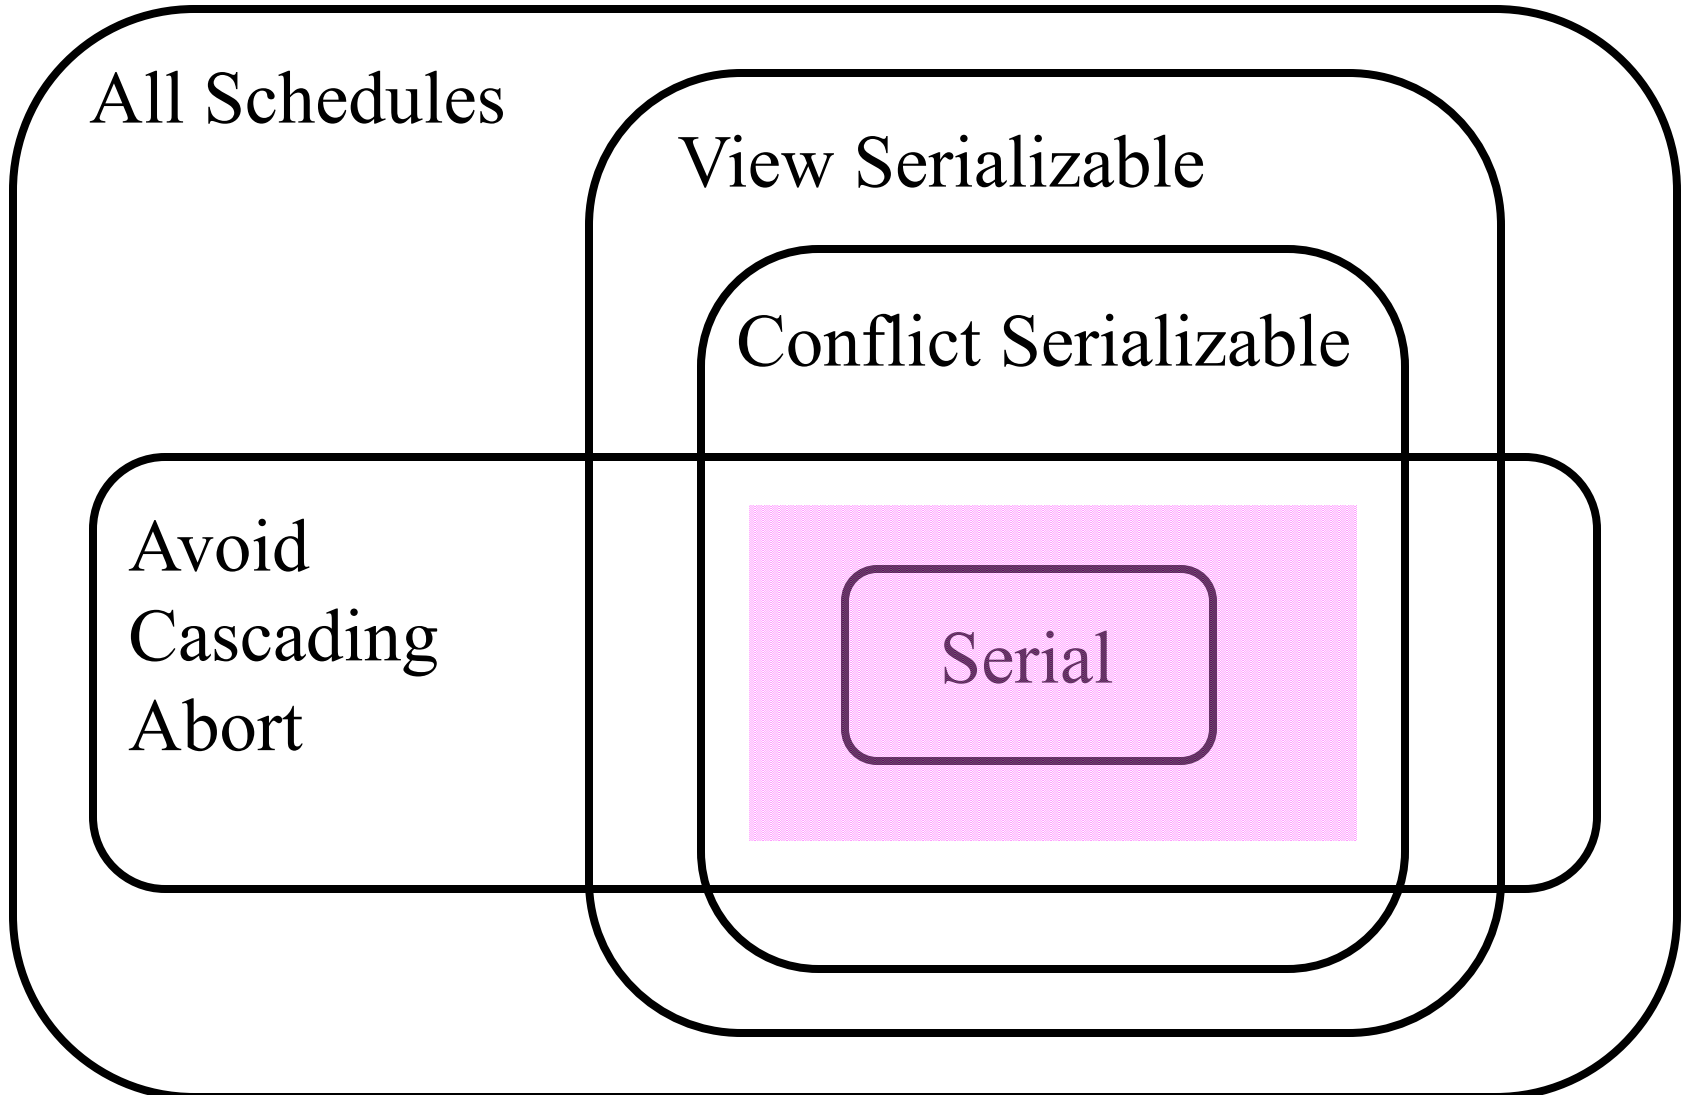 All Schedules
View Serializable
Conflict Serializable
Avoid
Cascading
Abort
Serial